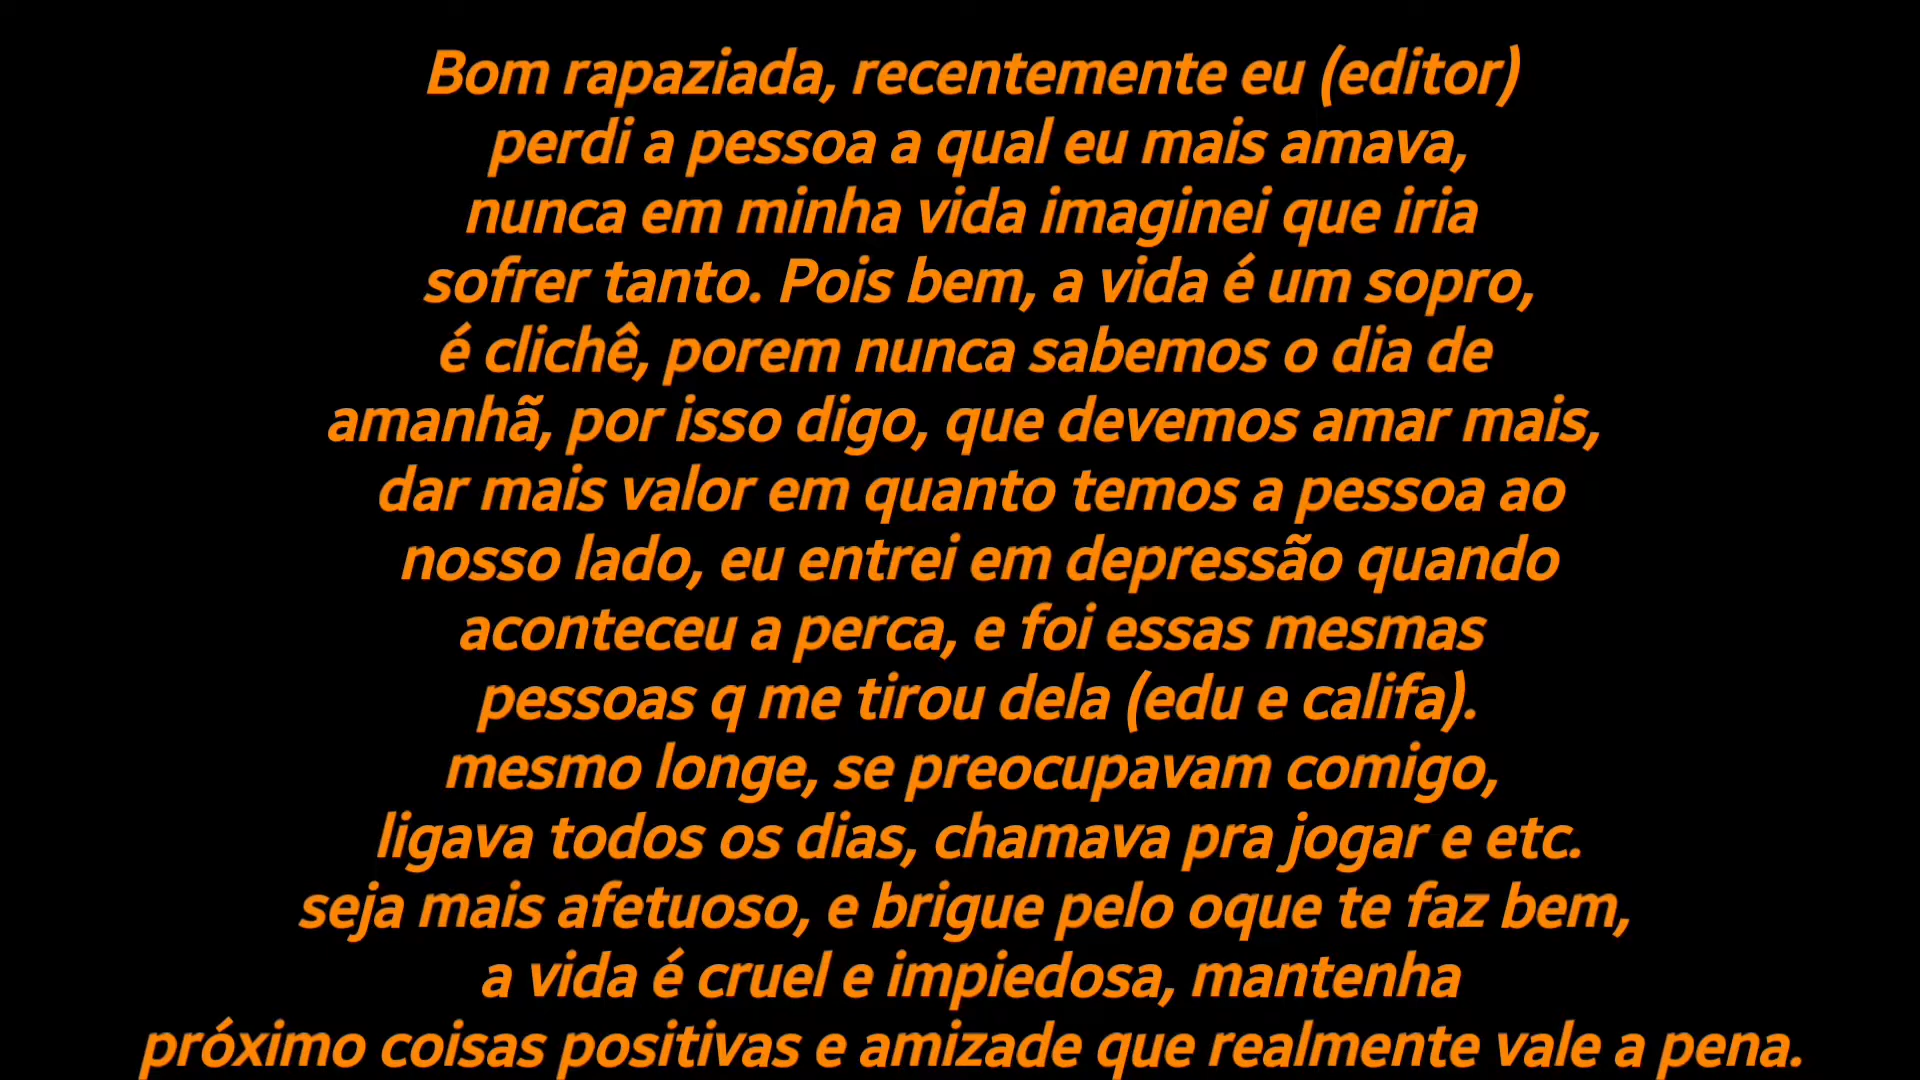 Bom rapaziada, recentemente eu (editor)
perdi a pessoa a qual eu mais amava,
nunca em minha vida imaginei que iria
sofrer tanto. Pois bem, a vida é um sopro,
é clichê, porem nunca sabemos o dia de
amanhã, por isso digo, que devemos amar mais,
dar mais valor em quanto temos a pessoa ao
nosso lado, eu entrei em depressão quando
aconteceu a perca, e foi essas mesmas
pessoas q me tirou dela (edu e califa).
mesmo longe, se preocupavam comigo,
ligava todos os dias, chamava pra jogar e etc.
seja mais afetuoso, e brigue pelo oque te faz bem,
a vida é cruel e impiedosa, mantenha
próximo coisas positivas e amizade que realmente vale a pena.